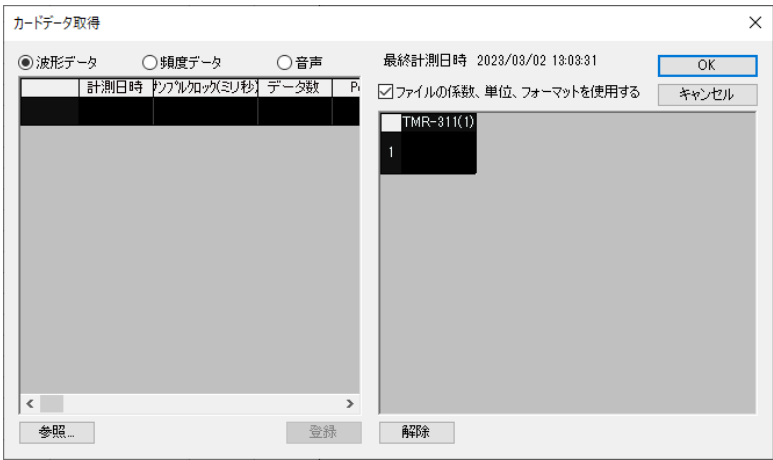 カードデータ取得
波形データ 頻度データ 音声
最終計測日時 2023/03/02 13:03:31
OK
ファイルの係数、単位、フォーマットを使用する
キャンセル
計測日時 ｻﾝﾌﾟﾙｸﾛｯｸ(ミリ秒) データ数
TMR-311(1)
1
参照...
登録
解除